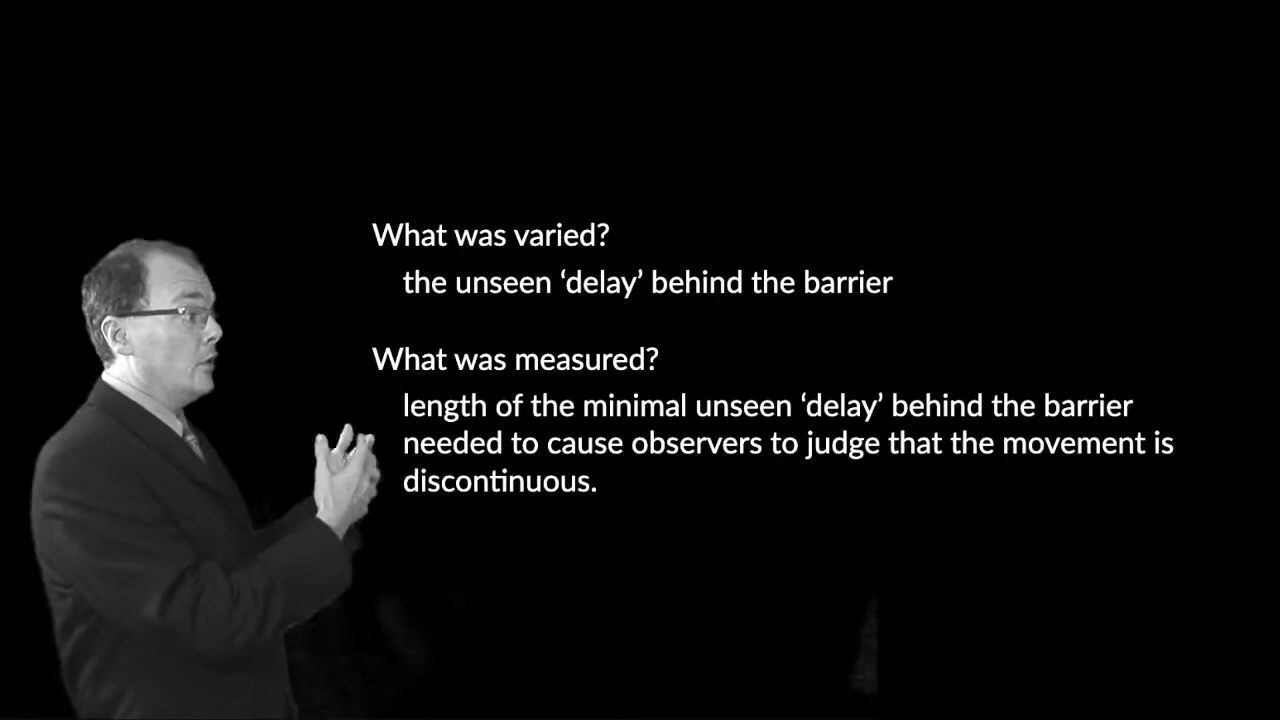 What was varied?
the unseen ‘delay’ behind the barrier
What was measured?
length of the minimal unseen ‘delay’ behind the barrier
needed to cause observers to judge that the movement is
discontinuous.